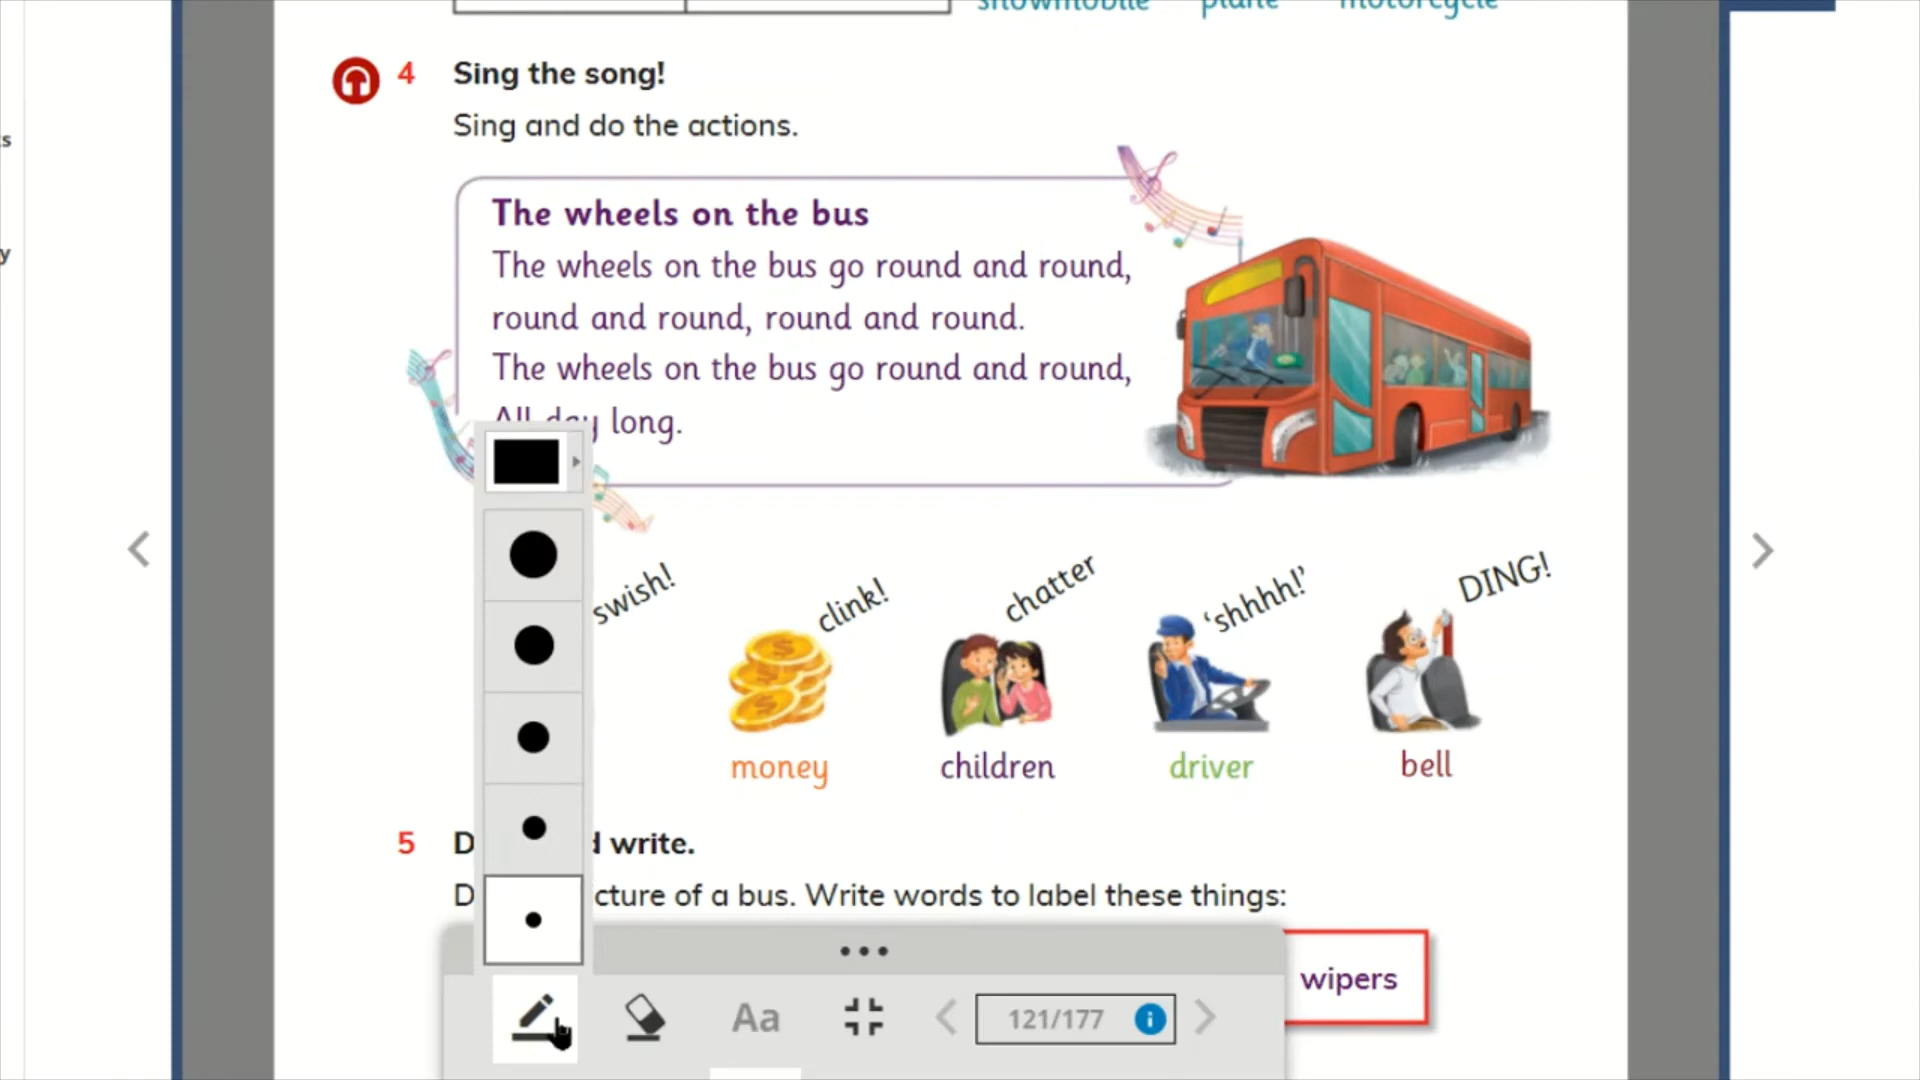 4 Sing the song!
Sing and do the actions.
The wheels on the bus
The wheels on the bus go round and round,
round and round, round and round.
The wheels on the bus go round and round,
All day long.
swish! clink! chatter 'shhhh!' DING!
money children driver bell
5 write.
cture of a bus. Write words to label these things:
wipers
Aa 121/177